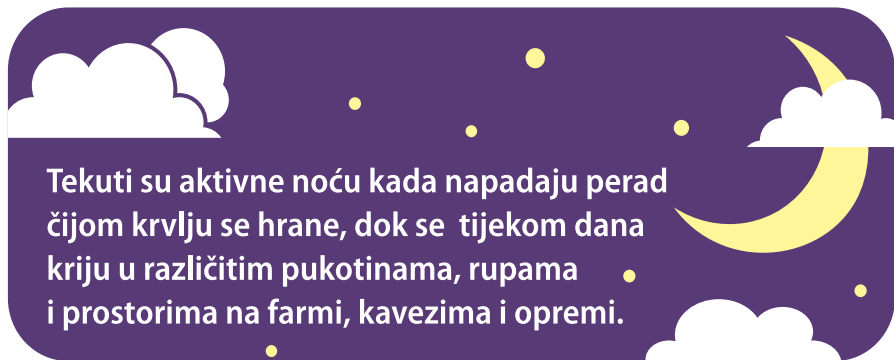 Tekuti su aktivne noću kada napadaju perad
čijom krvlju se hrane, dok se  tijekom dana
kriju u različitim pukotinama, rupama
i prostorima na farmi, kavezima i opremi.